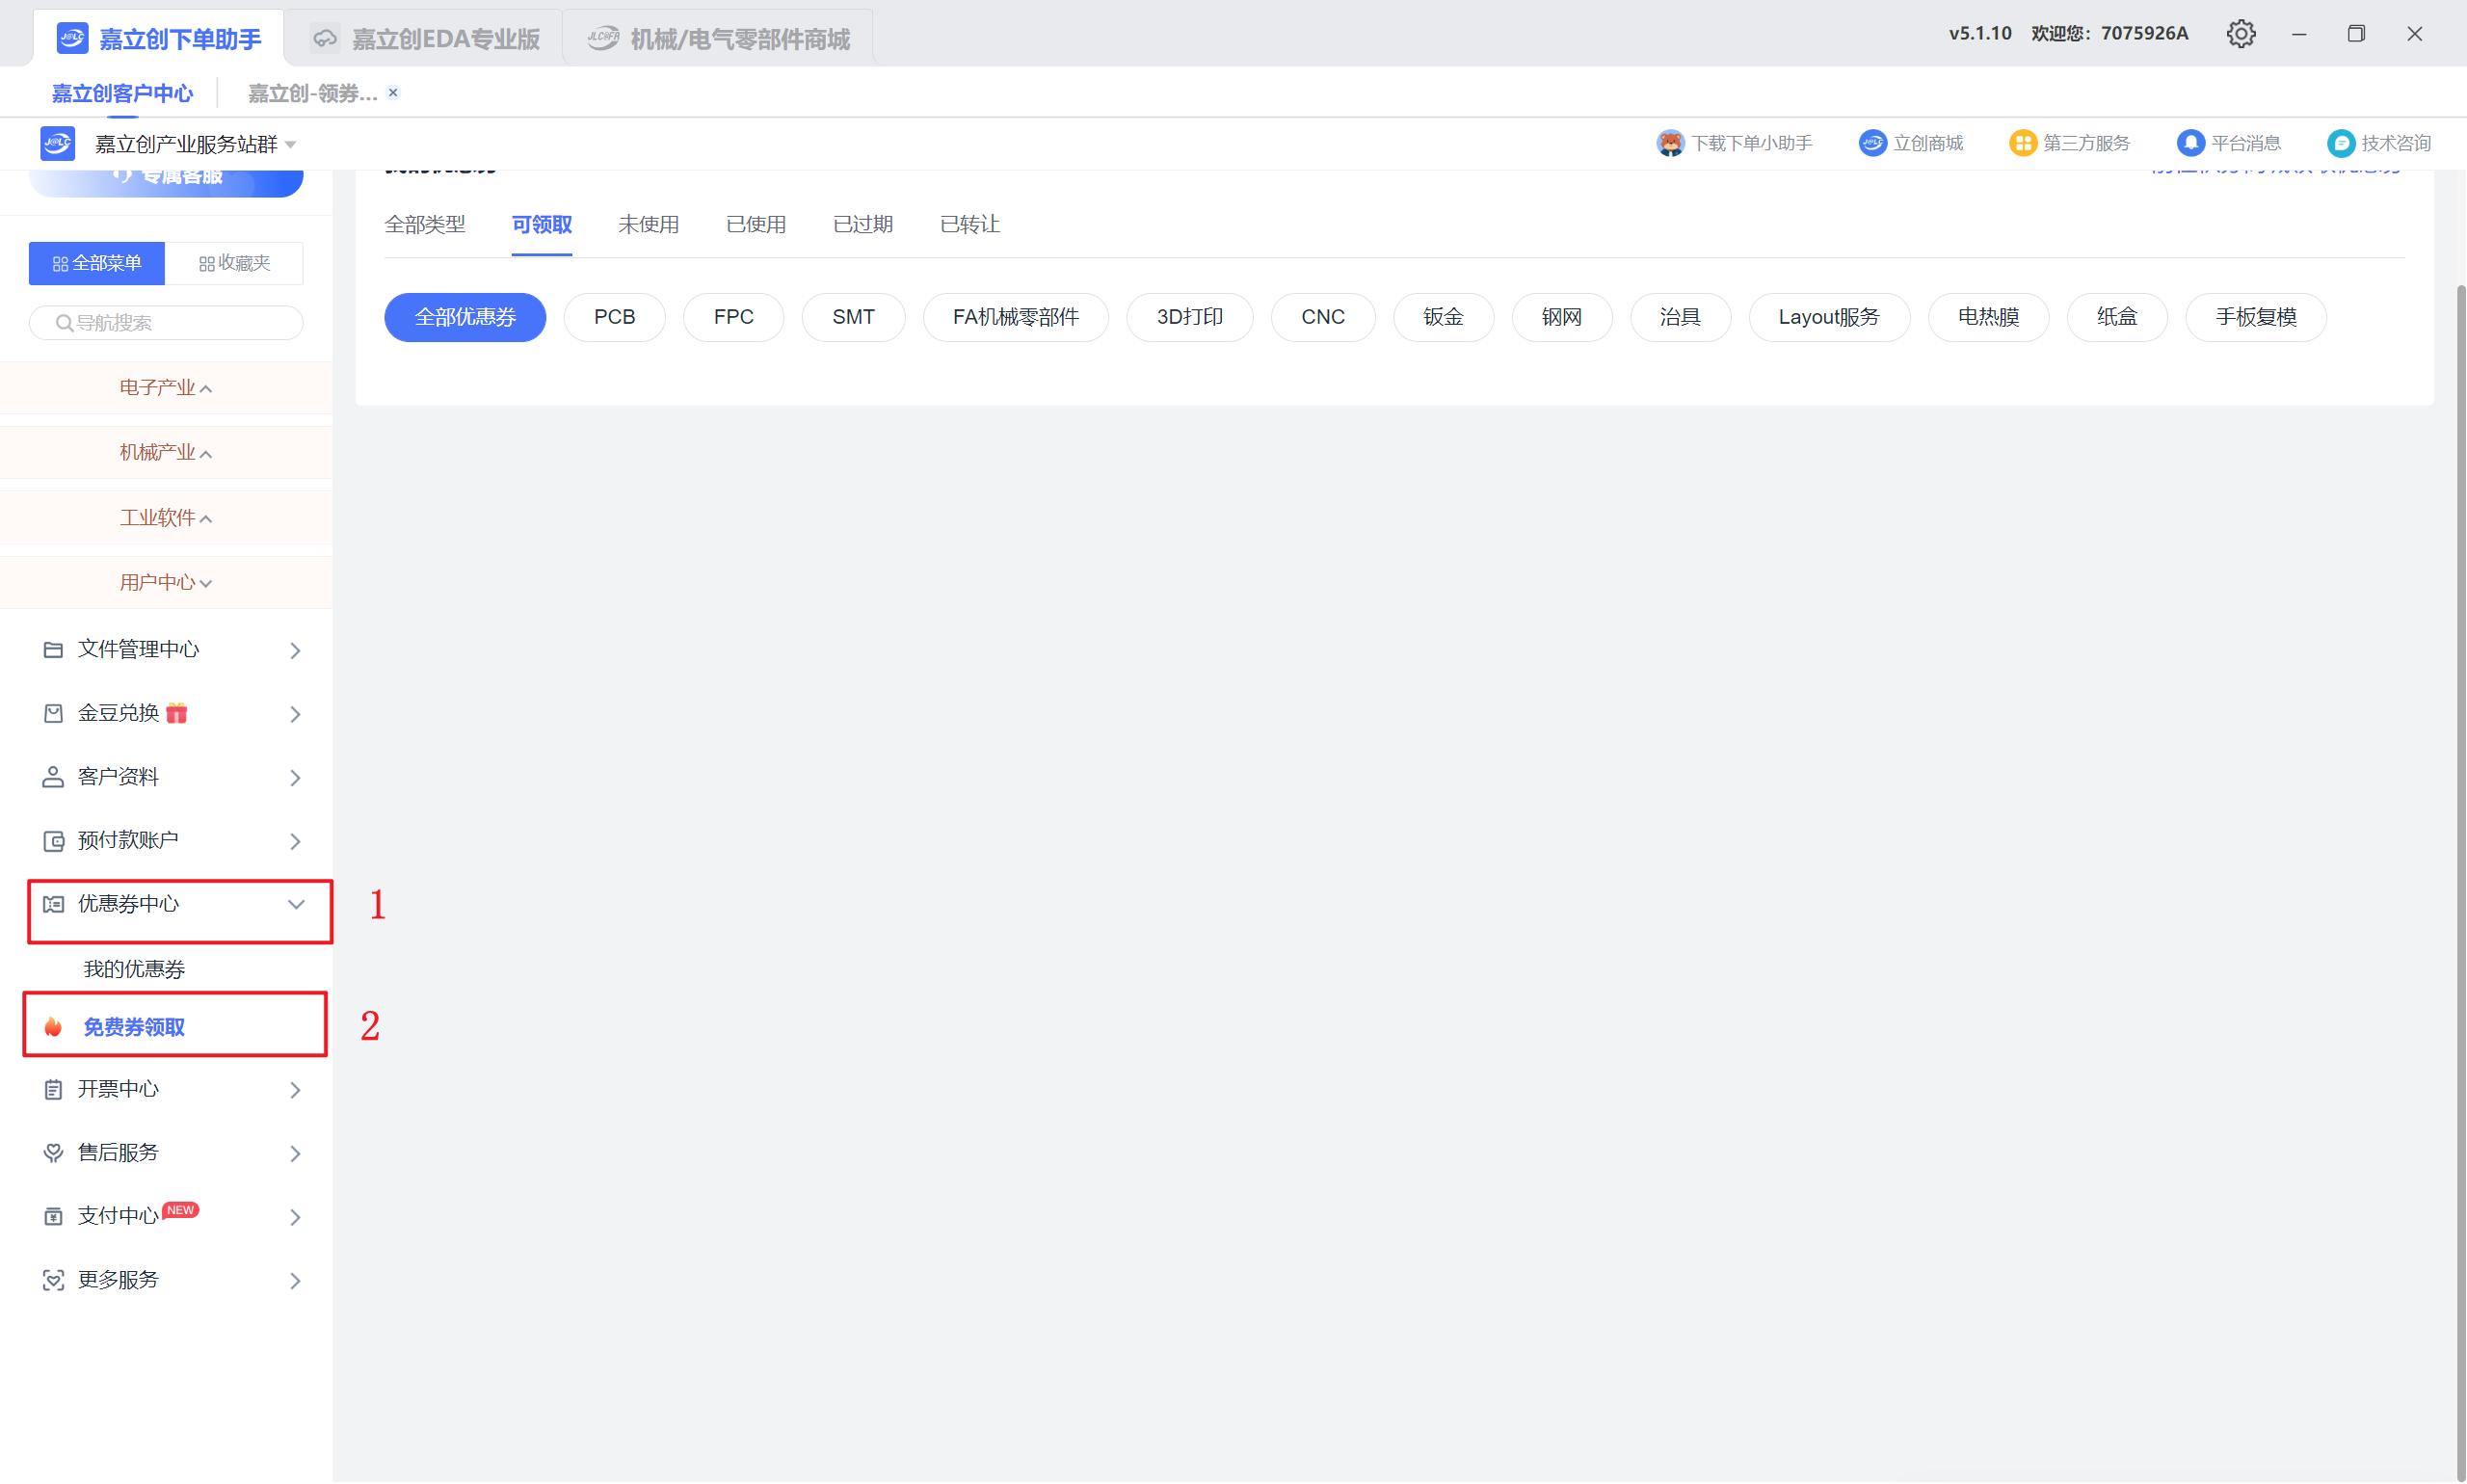 嘉立创下单助手
嘉立创EDA专业版
机械/电气零部件商城
v5.1.10 欢迎您：7075926A
嘉立创客户中心
嘉立创-领券...
嘉立创产业服务站群
下载下单小助手
立创商城
第三方服务
平台消息
技术咨询
专属客服
全部菜单
收藏夹
导航搜索
电子产业
机械产业
工业软件
用户中心
文件管理中心
金豆兑换
客户资料
预付款账户
优惠券中心
1
我的优惠券
免费券领取
2
开票中心
售后服务
支付中心 NEW
更多服务
全部类型
可领取
未使用
已使用
已过期
已转让
全部优惠券
PCB
FPC
SMT
FA机械零部件
3D打印
CNC
钣金
钢网
治具
Layout服务
电热膜
纸盒
手板复模